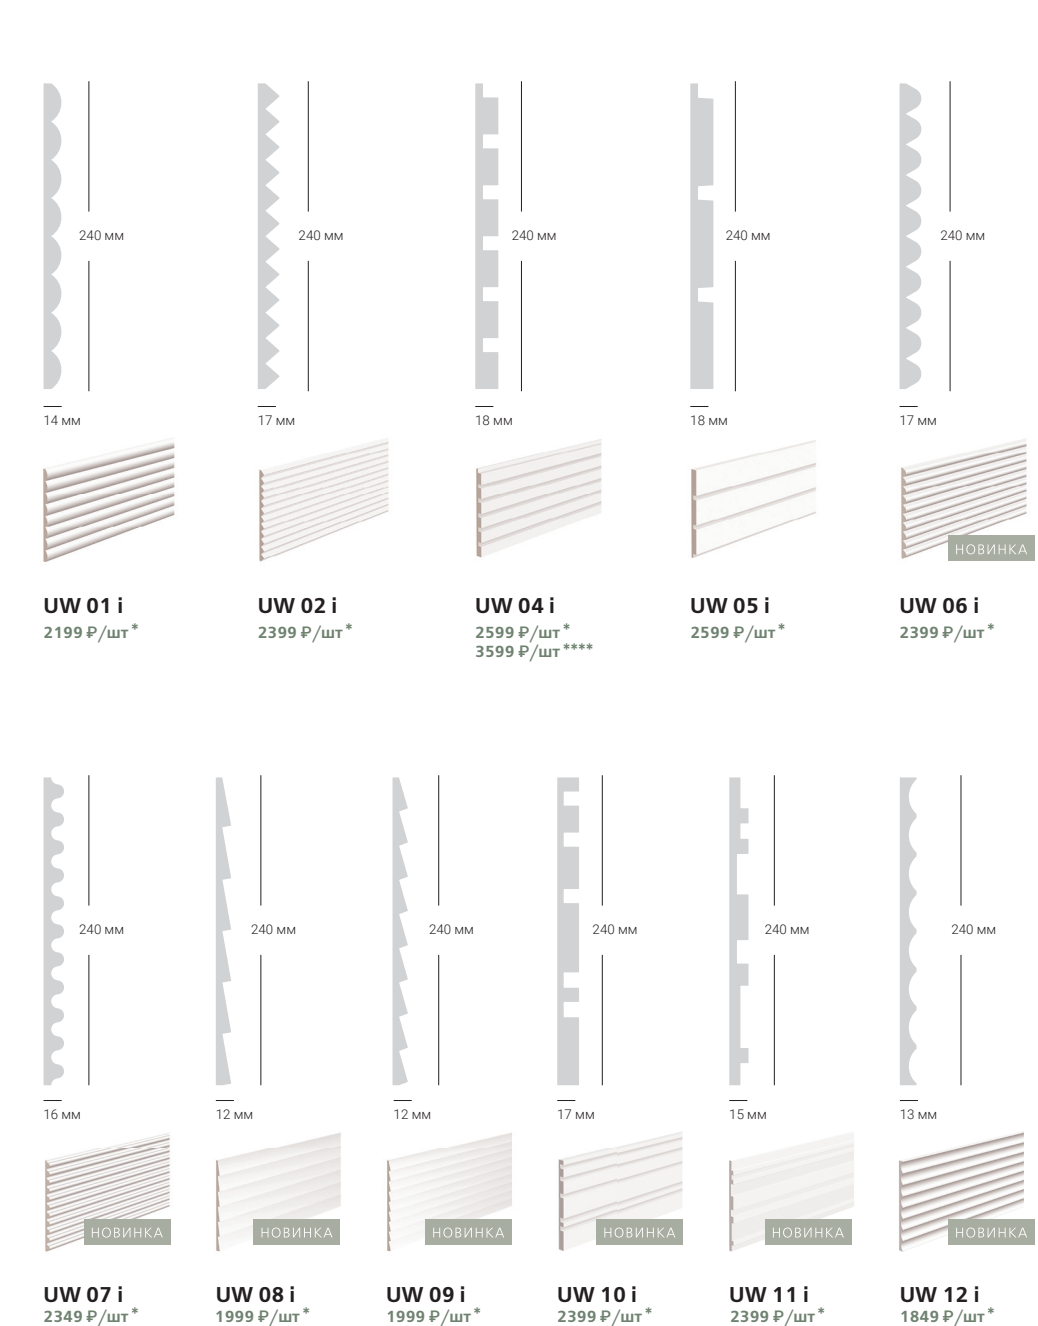 240 мм
240 мм
240 мм
240 мм
240 мм
14 мм
17 мм
18 мм
18 мм
17 мм
НОВИНКА
UW 01 i
2199 ₽/шт*
UW 02 i
2399 ₽/шт*
UW 04 i
2599 ₽/шт*
3599 ₽/шт****
UW 05 i
2599 ₽/шт*
UW 06 i
2399 ₽/шт*
240 мм
240 мм
240 мм
240 мм
240 мм
240 мм
16 мм
12 мм
12 мм
17 мм
15 мм
13 мм
НОВИНКА
НОВИНКА
НОВИНКА
НОВИНКА
НОВИНКА
НОВИНКА
UW 07 i
2349 ₽/шт*
UW 08 i
1999 ₽/шт*
UW 09 i
1999 ₽/шт*
UW 10 i
2399 ₽/шт*
UW 11 i
2399 ₽/шт*
UW 12 i
1849 ₽/шт*